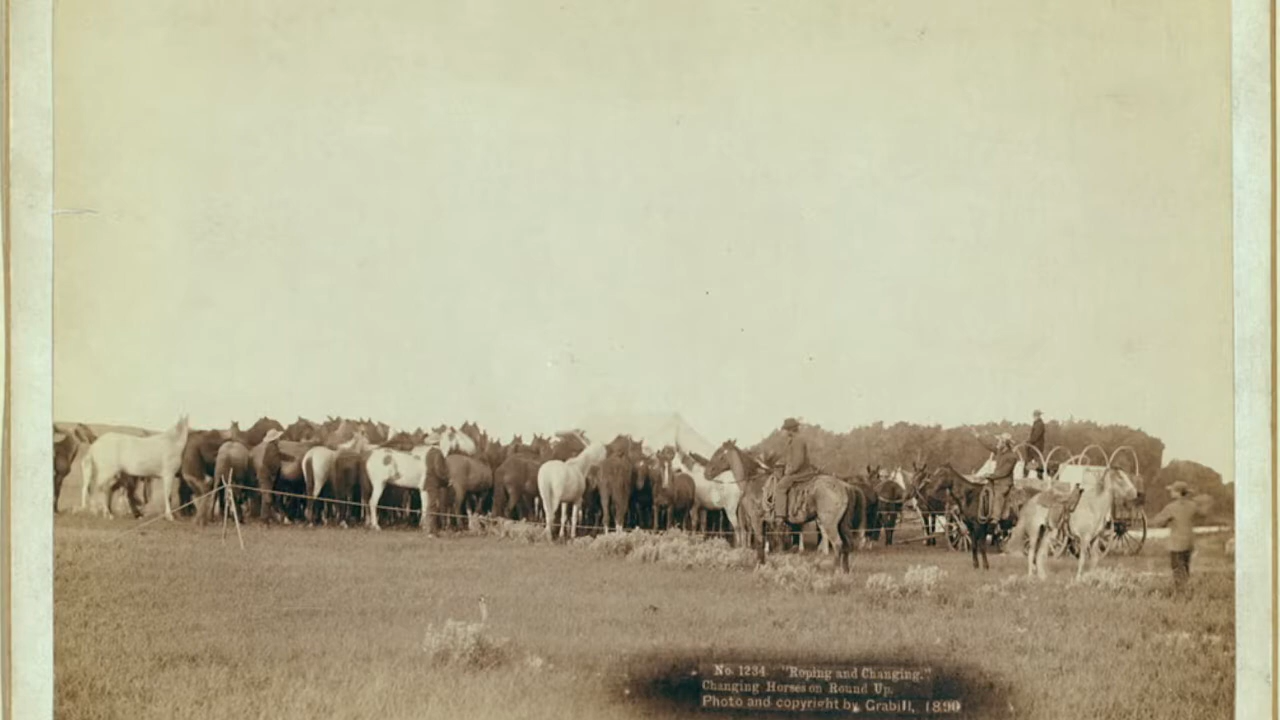 No. 1234. "Roping and Changing."
Changing Horses on Round Up.
Photo and copyright by Grabill, 1890